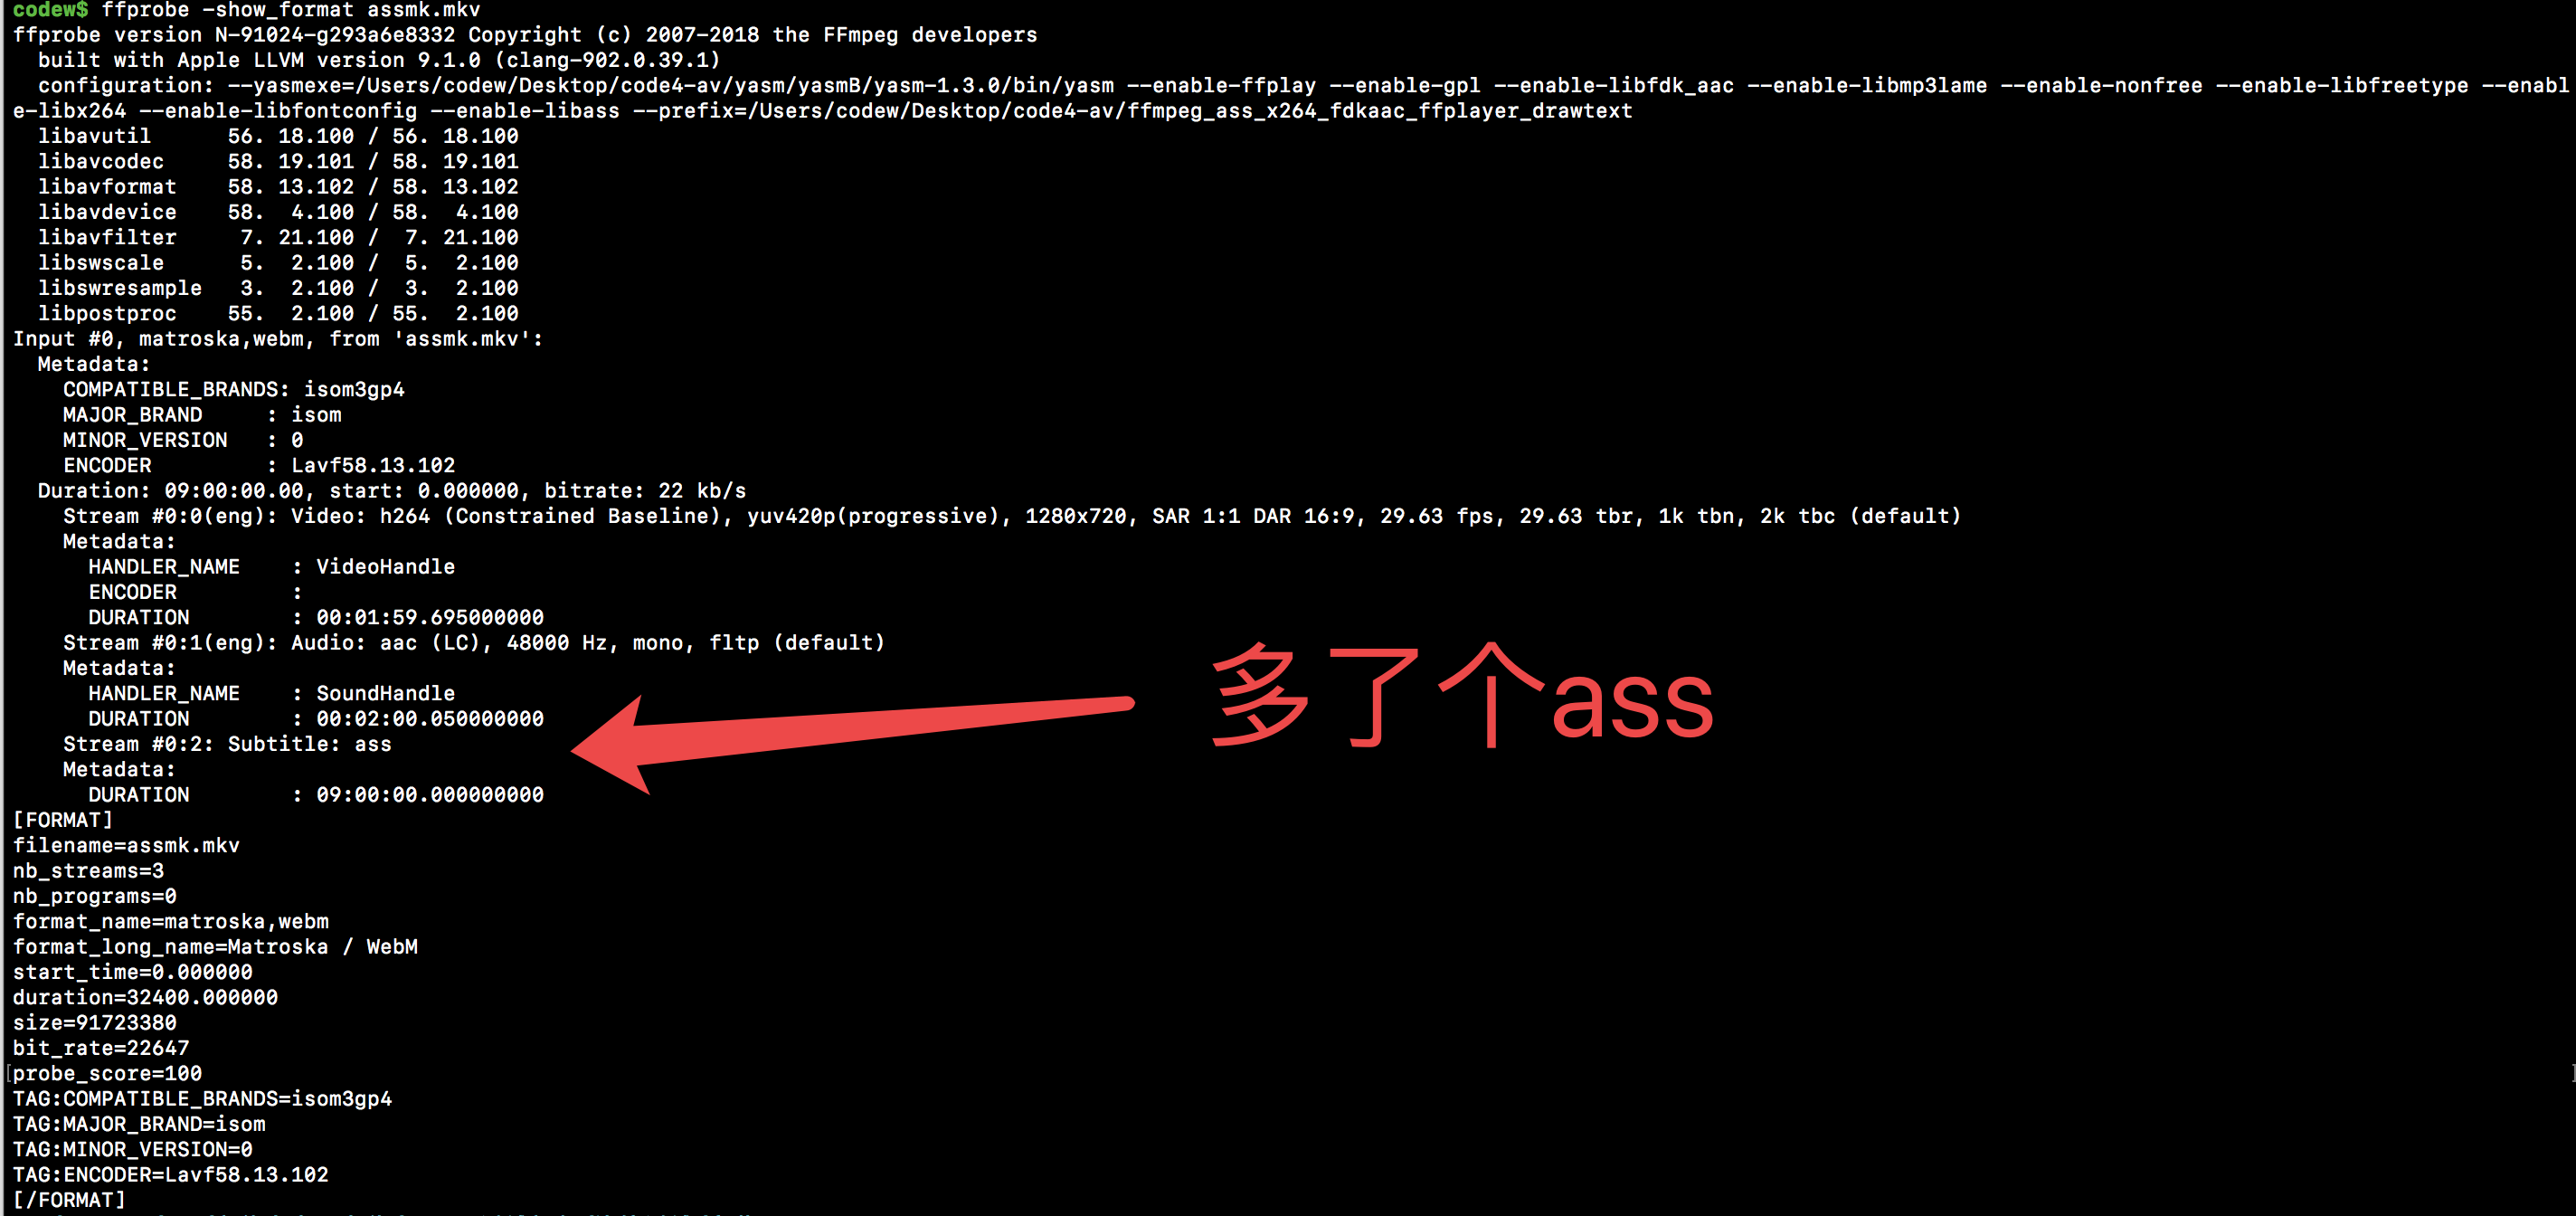 codew$ ffprobe -show_format assmk.mkv
ffprobe version N-91024-g293a6e8332 Copyright (c) 2007-2018 the FFmpeg developers
  built with Apple LLVM version 9.1.0 (clang-902.0.39.1)
  configuration: --yasmexe=/Users/codew/Desktop/code4-av/yasm/yasmB/yasm-1.3.0/bin/yasm --enable-ffplay --enable-gpl --enable-libfdk_aac --enable-libmp3lame --enable-nonfree --enable-libfreetype --enabl
e-libx264 --enable-libfontconfig --enable-libass --prefix=/Users/codew/Desktop/code4-av/ffmpeg_ass_x264_fdkaac_ffplayer_drawtext
  libavutil      56. 18.100 / 56. 18.100
  libavcodec     58. 19.101 / 58. 19.101
  libavformat    58. 13.102 / 58. 13.102
  libavdevice    58.  4.100 / 58.  4.100
  libavfilter     7. 21.100 /  7. 21.100
  libswscale      5.  2.100 /  5.  2.100
  libswresample   3.  2.100 /  3.  2.100
  libpostproc    55.  2.100 / 55.  2.100
Input #0, matroska,webm, from 'assmk.mkv':
  Metadata:
    COMPATIBLE_BRANDS: isom3gp4
    MAJOR_BRAND     : isom
    MINOR_VERSION   : 0
    ENCODER         : Lavf58.13.102
  Duration: 09:00:00.00, start: 0.000000, bitrate: 22 kb/s
    Stream #0:0(eng): Video: h264 (Constrained Baseline), yuv420p(progressive), 1280x720, SAR 1:1 DAR 16:9, 29.63 fps, 29.63 tbr, 1k tbn, 2k tbc (default)
    Metadata:
      HANDLER_NAME    : VideoHandle
      ENCODER         :
      DURATION        : 00:01:59.695000000
    Stream #0:1(eng): Audio: aac (LC), 48000 Hz, mono, fltp (default)
    Metadata:
      HANDLER_NAME    : SoundHandle
      DURATION        : 00:02:00.050000000
多了个ass
    Stream #0:2: Subtitle: ass
    Metadata:
      DURATION        : 09:00:00.000000000
[FORMAT]
filename=assmk.mkv
nb_streams=3
nb_programs=0
format_name=matroska,webm
format_long_name=Matroska / WebM
start_time=0.000000
duration=32400.000000
size=91723380
bit_rate=22647
[probe_score=100 ]
TAG:COMPATIBLE_BRANDS=isom3gp4
TAG:MAJOR_BRAND=isom
TAG:MINOR_VERSION=0
TAG:ENCODER=Lavf58.13.102
[/FORMAT]